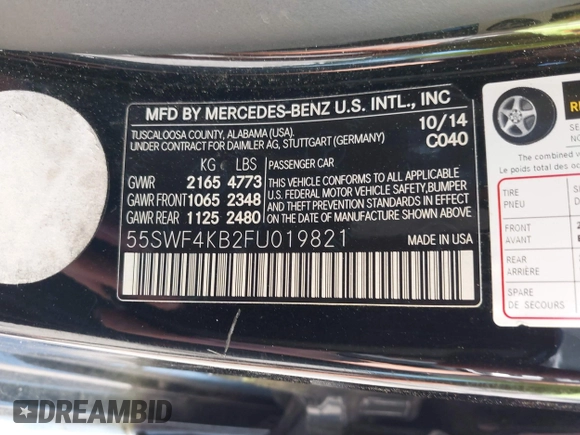 MFD BY MERCEDES-BENZ U.S. INTL., INC
TUSCALOOSA COUNTY, ALABAMA (USA). 10/14
UNDER CONTRACT FOR DAIMLER AG, STUTTGART (GERMANY) C040
KG LBS PASSENGER CAR
GVWR 2165 4773 THIS VEHICLE CONFORMS TO ALL APPLICABLE
GAWR FRONT 1065 2348 U.S. FEDERAL MOTOR VEHICLE SAFETY, BUMPER
GAWR REAR 1125 2480 AND THEFT PREVENTION STANDARDS IN EFFECT
ON THE DATE OF MANUFACTURE SHOWN ABOVE.
55SWF4KB2FU019821
The combined
Le poids total des oc
TIRE
PNEU
FRONT
AVANT
REAR
ARRIÈRE
SPARE
DE SECOURS
DREAMBID